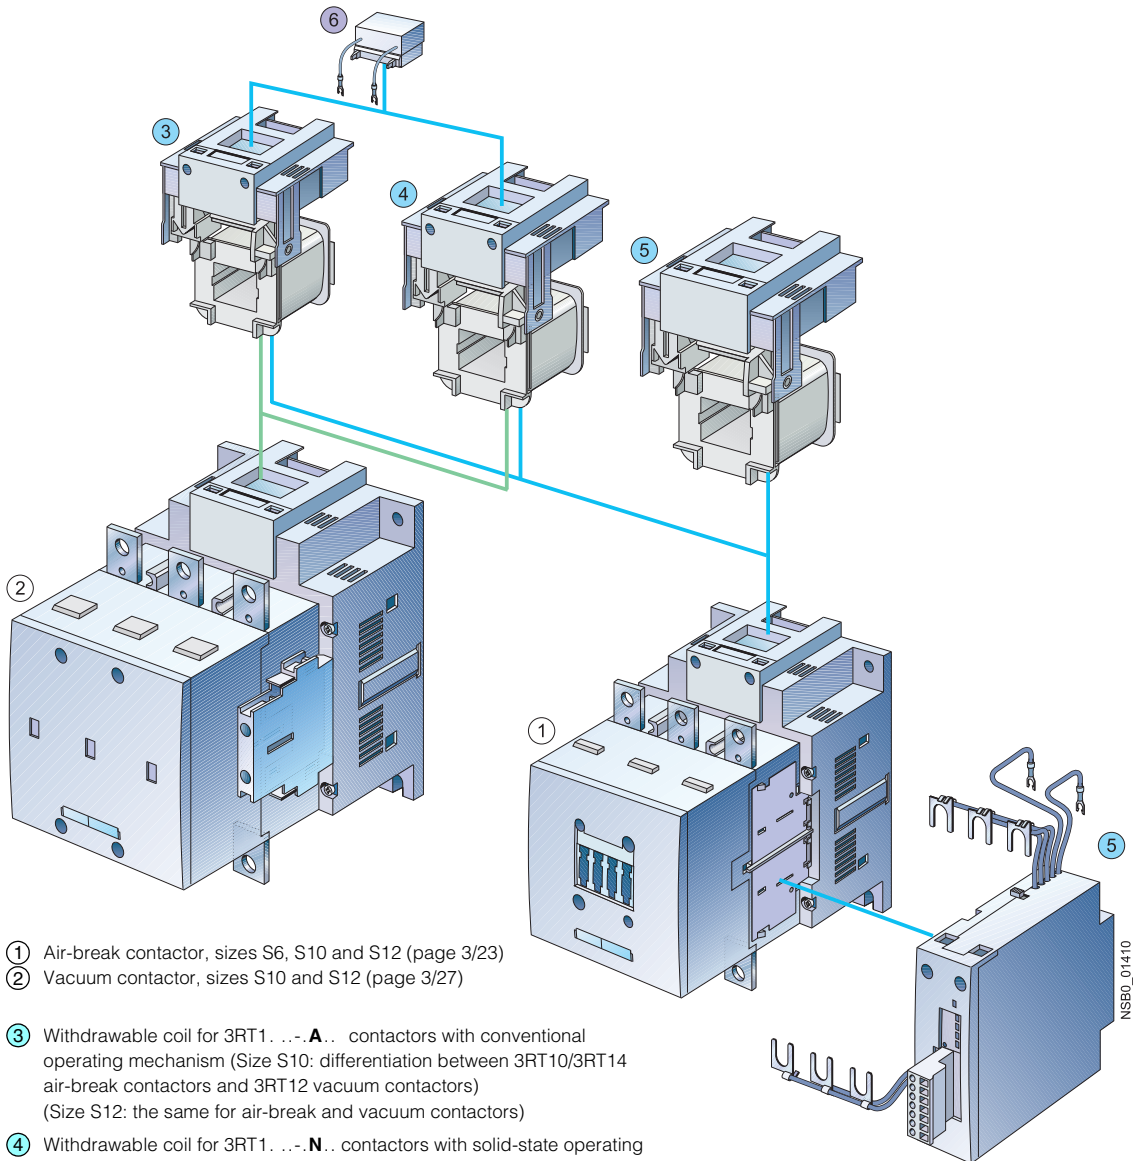 6
3
4
5
2
1
5
NSB0_01410
1 Air-break contactor, sizes S6, S10 and S12 (page 3/23)
2 Vacuum contactor, sizes S10 and S12 (page 3/27)
3 Withdrawable coil for 3RT1. ..-.A.. contactors with conventional
operating mechanism (Size S10: differentiation between 3RT10/3RT14
air-break contactors and 3RT12 vacuum contactors)
(Size S12: the same for air-break and vacuum contactors)
4 Withdrawable coil for 3RT1. ..-.N.. contactors with solid-state operating